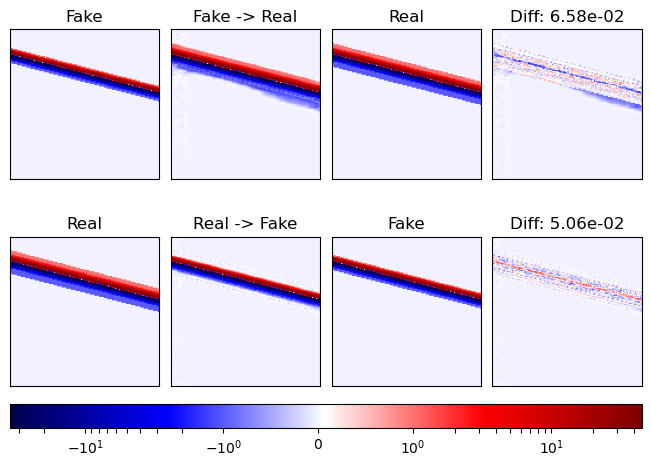 Fake
Fake -> Real
Real
Diff: 6.58e-02
Real
Real -> Fake
Fake
Diff: 5.06e-02
−10¹
−10⁰
0
10⁰
10¹